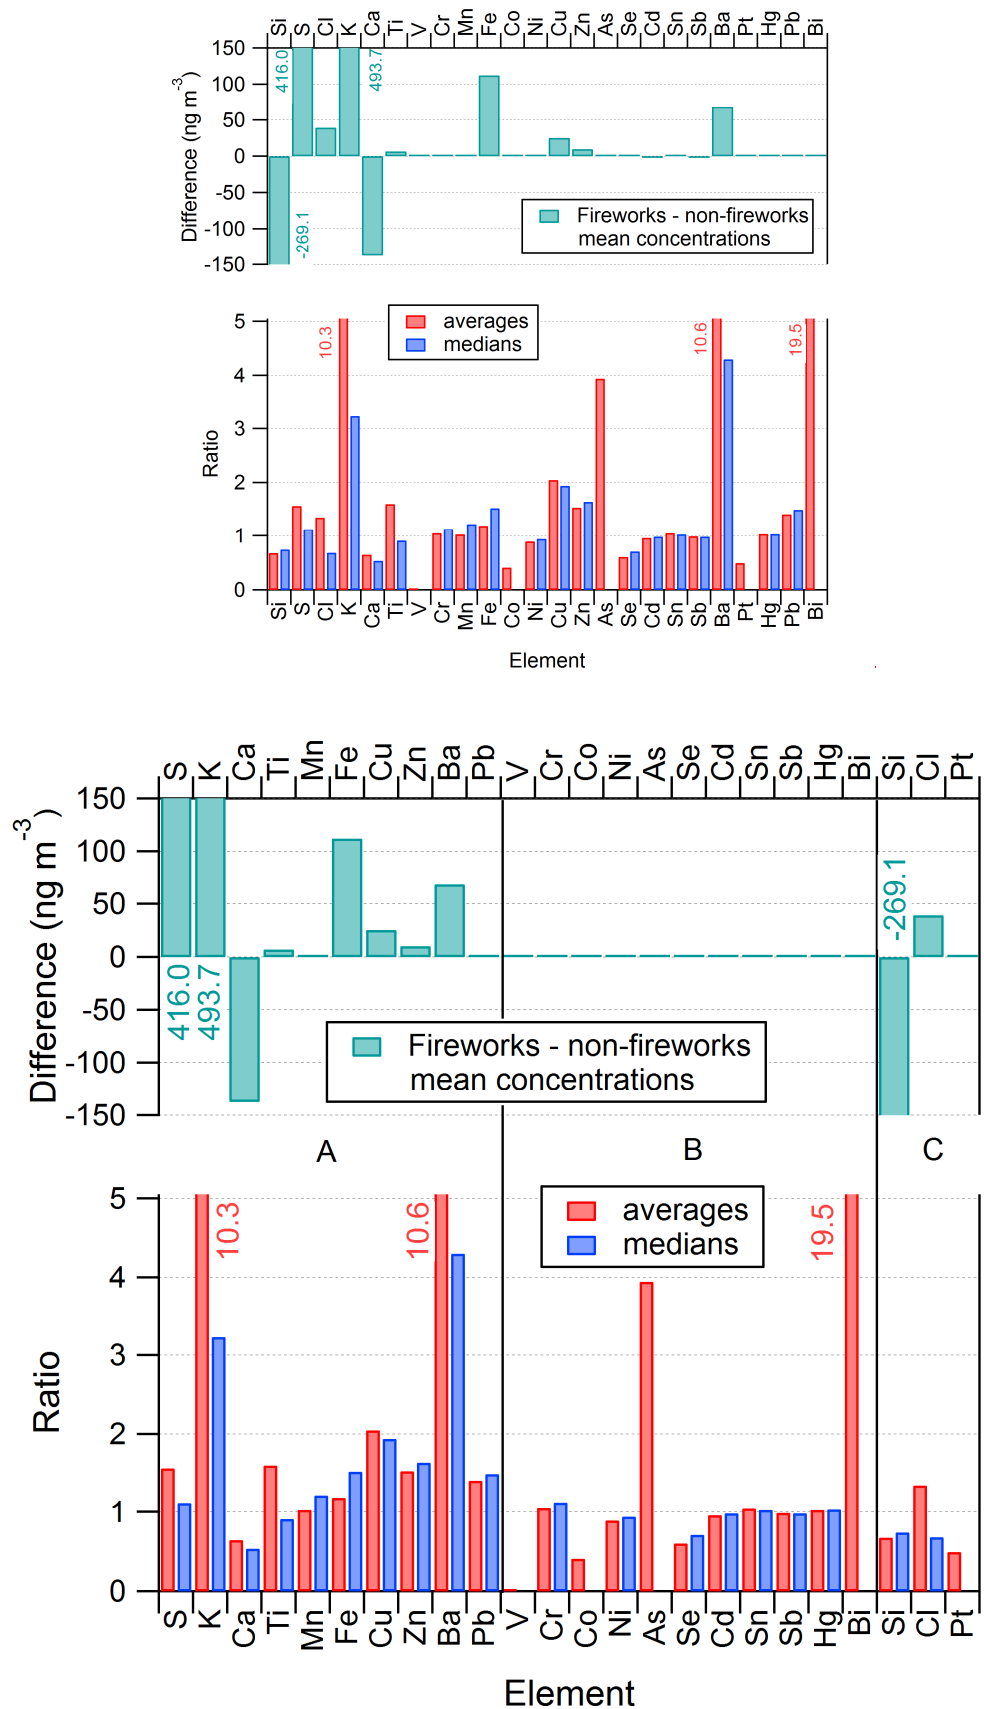 Si S Cl K Ca Ti V Cr Mn Fe Co Ni Cu Zn As Se Cd Sn Sb Ba Pt Hg Pb Bi
150
100
50
0
-50
-100
-150
Difference (ng m-3)
416.0
493.7
-269.1
Fireworks - non-fireworks
mean concentrations
averages
medians
5
4
3
2
1
0
Ratio
10.3
10.6
19.5
Si S Cl K Ca Ti V Cr Mn Fe Co Ni Cu Zn As Se Cd Sn Sb Ba Pt Hg Pb Bi
Element
S K Ca Ti Mn Fe Cu Zn Ba Pb V Cr Co Ni As Se Cd Sn Sb Hg Bi Si Cl Pt
150
100
50
0
-50
-100
-150
Difference (ng m-3)
416.0
493.7
-269.1
Fireworks - non-fireworks
mean concentrations
A B C
5
4
3
2
1
0
Ratio
10.3
10.6
19.5
averages
medians
S K Ca Ti Mn Fe Cu Zn Ba Pb V Cr Co Ni As Se Cd Sn Sb Hg Bi Si Cl Pt
Element